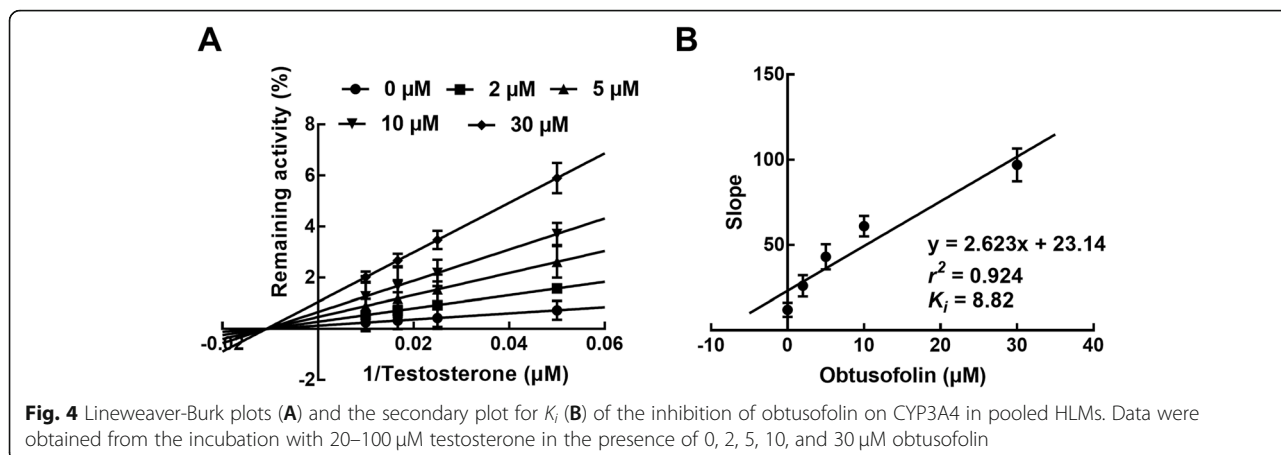 A
Remaining activity (%)
0 μM 2 μM 5 μM
10 μM 30 μM
8
6
4
2
-0.02 0.02 0.04 0.06
-2
1/Testosterone (μM)
B
Slope
150
100
50
-10 0 10 20 30 40
y = 2.623x + 23.14
r² = 0.924
Kᵢ = 8.82
Obtusofolin (μM)
Fig. 4 Lineweaver-Burk plots (A) and the secondary plot for Kᵢ (B) of the inhibition of obtusofolin on CYP3A4 in pooled HLMs. Data were
obtained from the incubation with 20–100 μM testosterone in the presence of 0, 2, 5, 10, and 30 μM obtusofolin